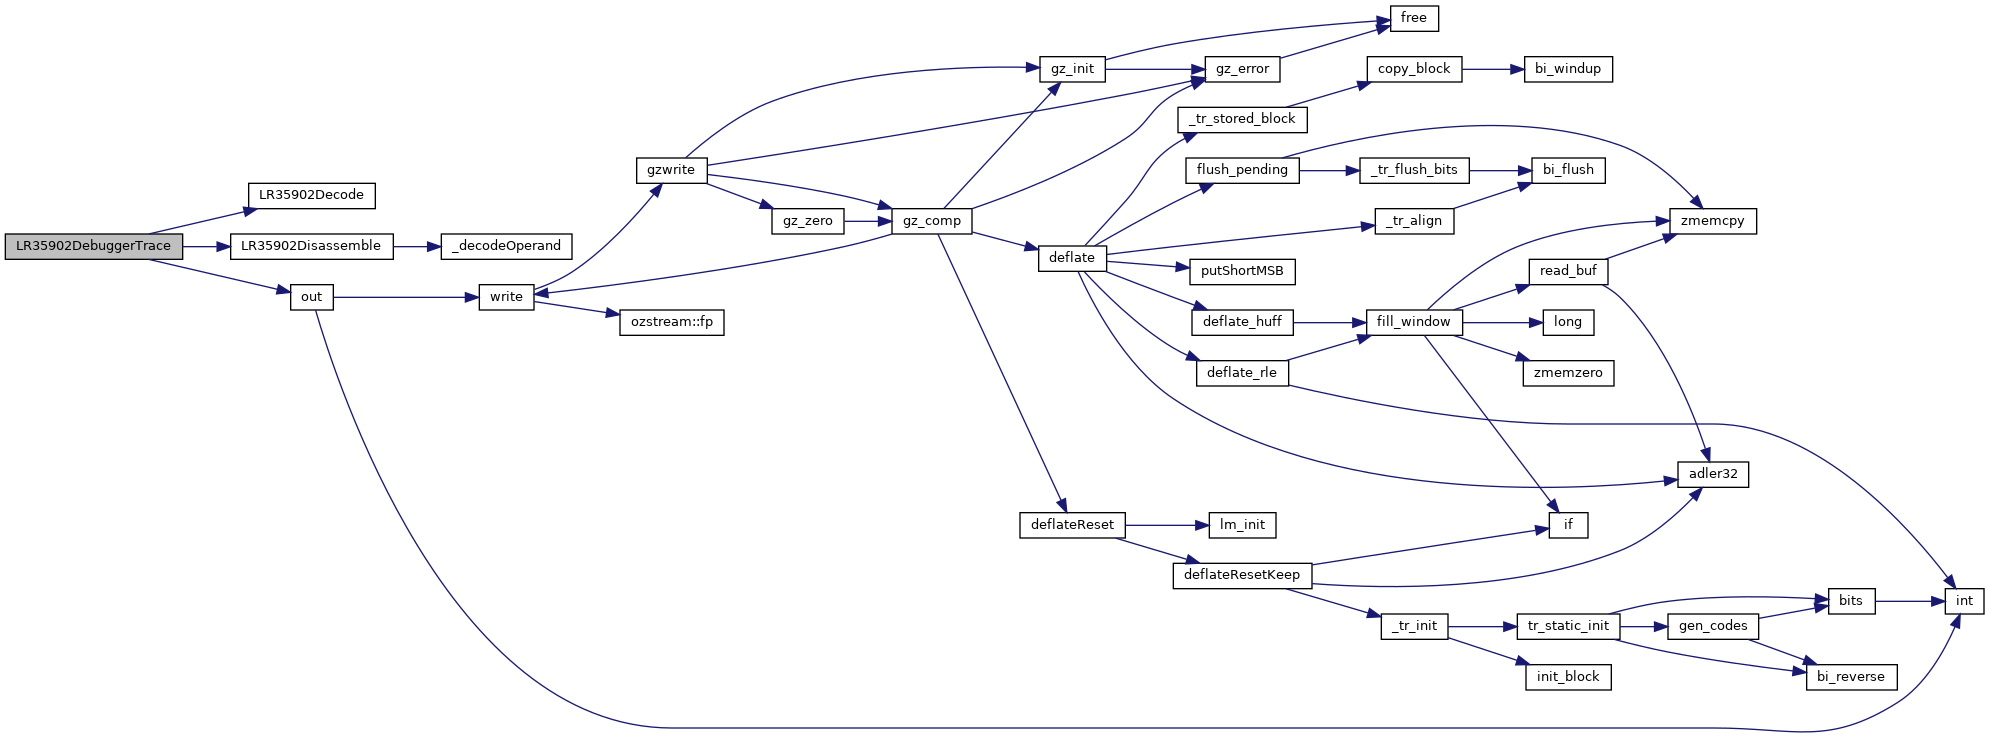 LR35902DebuggerTrace
LR35902Decode
LR35902Disassemble
_decodeOperand
out
write
ozstream::fp
gzwrite
gz_zero
gz_comp
gz_init
gz_error
free
deflate
_tr_stored_block
copy_block
bi_windup
flush_pending
_tr_flush_bits
bi_flush
_tr_align
zmemcpy
putShortMSB
deflate_huff
deflate_rle
fill_window
read_buf
long
zmemzero
adler32
if
deflateReset
lm_init
deflateResetKeep
_tr_init
tr_static_init
init_block
gen_codes
bits
bi_reverse
int